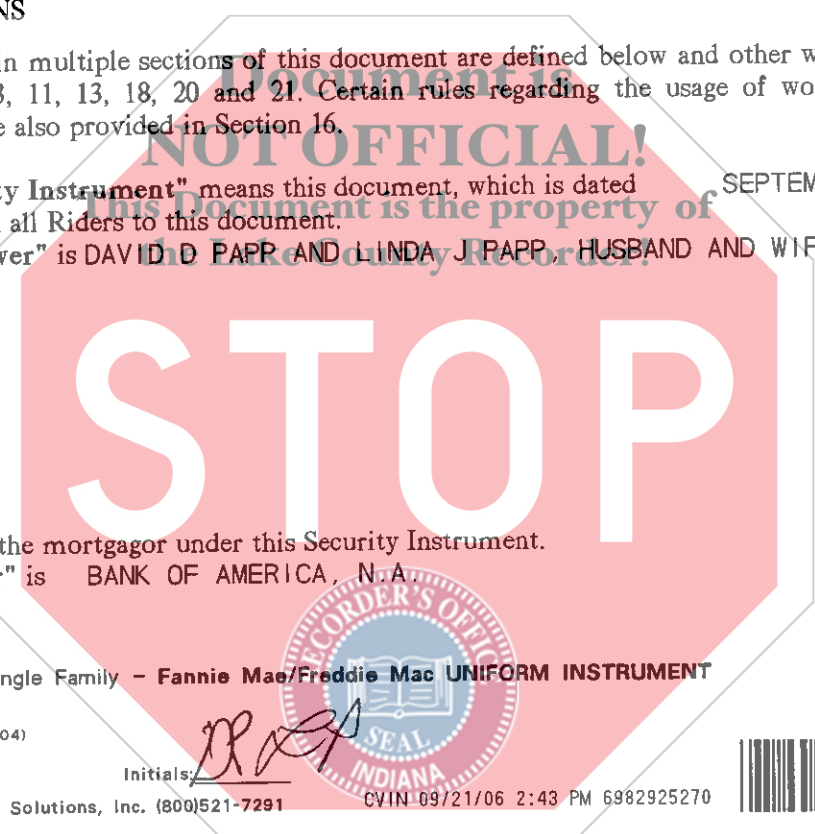 NS
in multiple sections of this document are defined below and other w
3, 11, 13, 18, 20 and 21. Certain rules regarding the usage of wo
e also provided in Section 16.
Document is
NOT OFFICIAL!
This Document is the property of
the Lake County Recorder!
ty Instrument" means this document, which is dated SEPTEM
all Riders to this document.
wer" is DAVID D PAPP AND LINDA J PAPP, HUSBAND AND WIF
STOP
the mortgagor under this Security Instrument.
r" is BANK OF AMERICA, N.A.
RECORDER'S OFFICE
SEAL
INDIANA
ngle Family - Fannie Mae/Freddie Mac UNIFORM INSTRUMENT
04)
Initials:
Solutions, Inc. (800)521-7291
CVIN 09/21/06 2:43 PM 6982925270